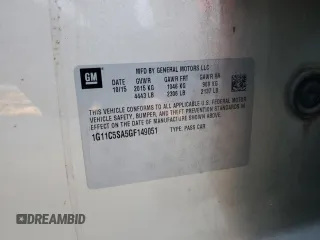 GM
MFD BY GENERAL MOTORS LLC
DATE GVWR GAWR FRT GAWR RR
10/15 2015 KG 1046 KG 969 KG
4443 LB 2306 LB 2137 LB
THIS VEHICLE CONFORMS TO ALL APPLICABLE U.S. FEDERAL MOTOR
VEHICLE SAFETY, BUMPER, AND THEFT PREVENTION STANDARDS IN
EFFECT ON THE DATE OF MANUFACTURE SHOWN ABOVE.
1G11C5SA5GF149051 TYPE: PASS CAR
DREAMBID